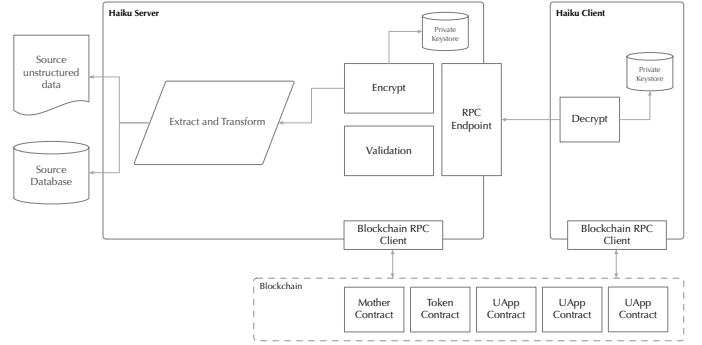 Haiku Server
Haiku Client
Private
Keystore
Source
unstructured
data
Private
Keystore
Encrypt
RPC
Endpoint
Extract and Transform
Decrypt
Validation
Source
Database
Blockchain RPC
Client
Blockchain RPC
Client
Blockchain
Mother
Contract
Token
Contract
UApp
Contract
UApp
Contract
UApp
Contract